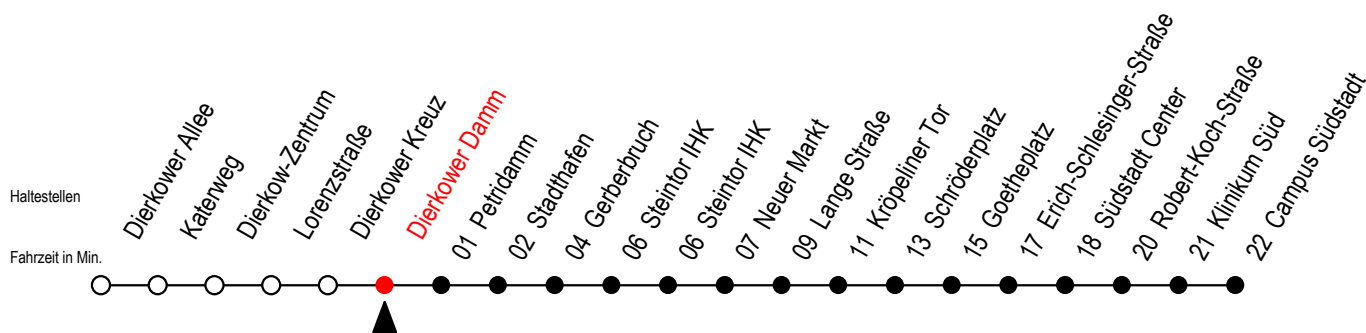 Haltestellen
Fahrzeit in Min.
Dierkower Allee
Katerweg
Dierkow-Zentrum
Lorenzstraße
Dierkower Kreuz
Dierkower Damm
01 Petridamm
02 Stadthafen
04 Gerberbruch
06 Steintor IHK
06 Steintor IHK
07 Neuer Markt
09 Lange Straße
11 Kröpeliner Tor
13 Schröderplatz
15 Goetheplatz
17 Erich-Schlesinger-Straße
18 Südstadt Center
20 Robert-Koch-Straße
21 Klinikum Süd
22 Campus Südstadt